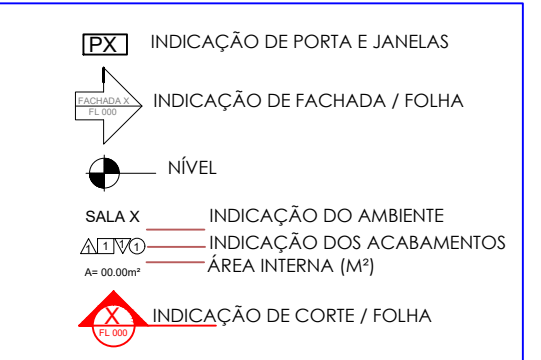 PX INDICAÇÃO DE PORTA E JANELAS
FACHADA X
FL 000
INDICAÇÃO DE FACHADA / FOLHA
NÍVEL
SALA X INDICAÇÃO DO AMBIENTE
1 1 1 1 INDICAÇÃO DOS ACABAMENTOS
A= 00.00m² ÁREA INTERNA (M²)
X
FL 000
INDICAÇÃO DE CORTE / FOLHA